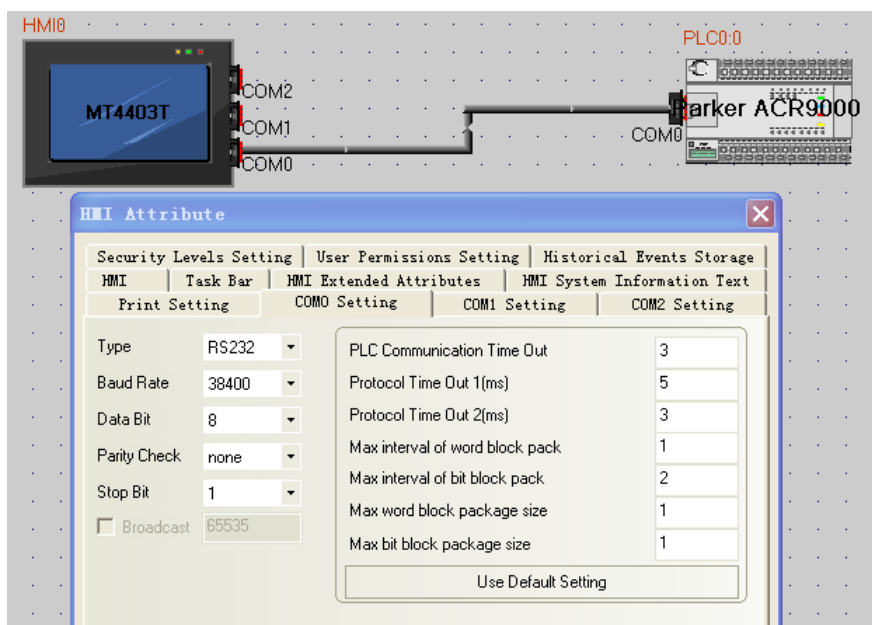 HMI0
PLC0:0
COM2
MT4403T
Parker ACR9000
COM1
COM0
COM0
HMI Attribute
Security Levels Setting User Permissions Setting Historical Events Storage
HMI Task Bar HMI Extended Attributes HMI System Information Text
Print Setting COM0 Setting COM1 Setting COM2 Setting
Type RS232 PLC Communication Time Out 3
Baud Rate 38400 Protocol Time Out 1(ms) 5
Data Bit 8 Protocol Time Out 2(ms) 3
Parity Check none Max interval of word block pack 1
Stop Bit 1 Max interval of bit block pack 2
Broadcast 65535 Max word block package size 1
Max bit block package size 1
Use Default Setting